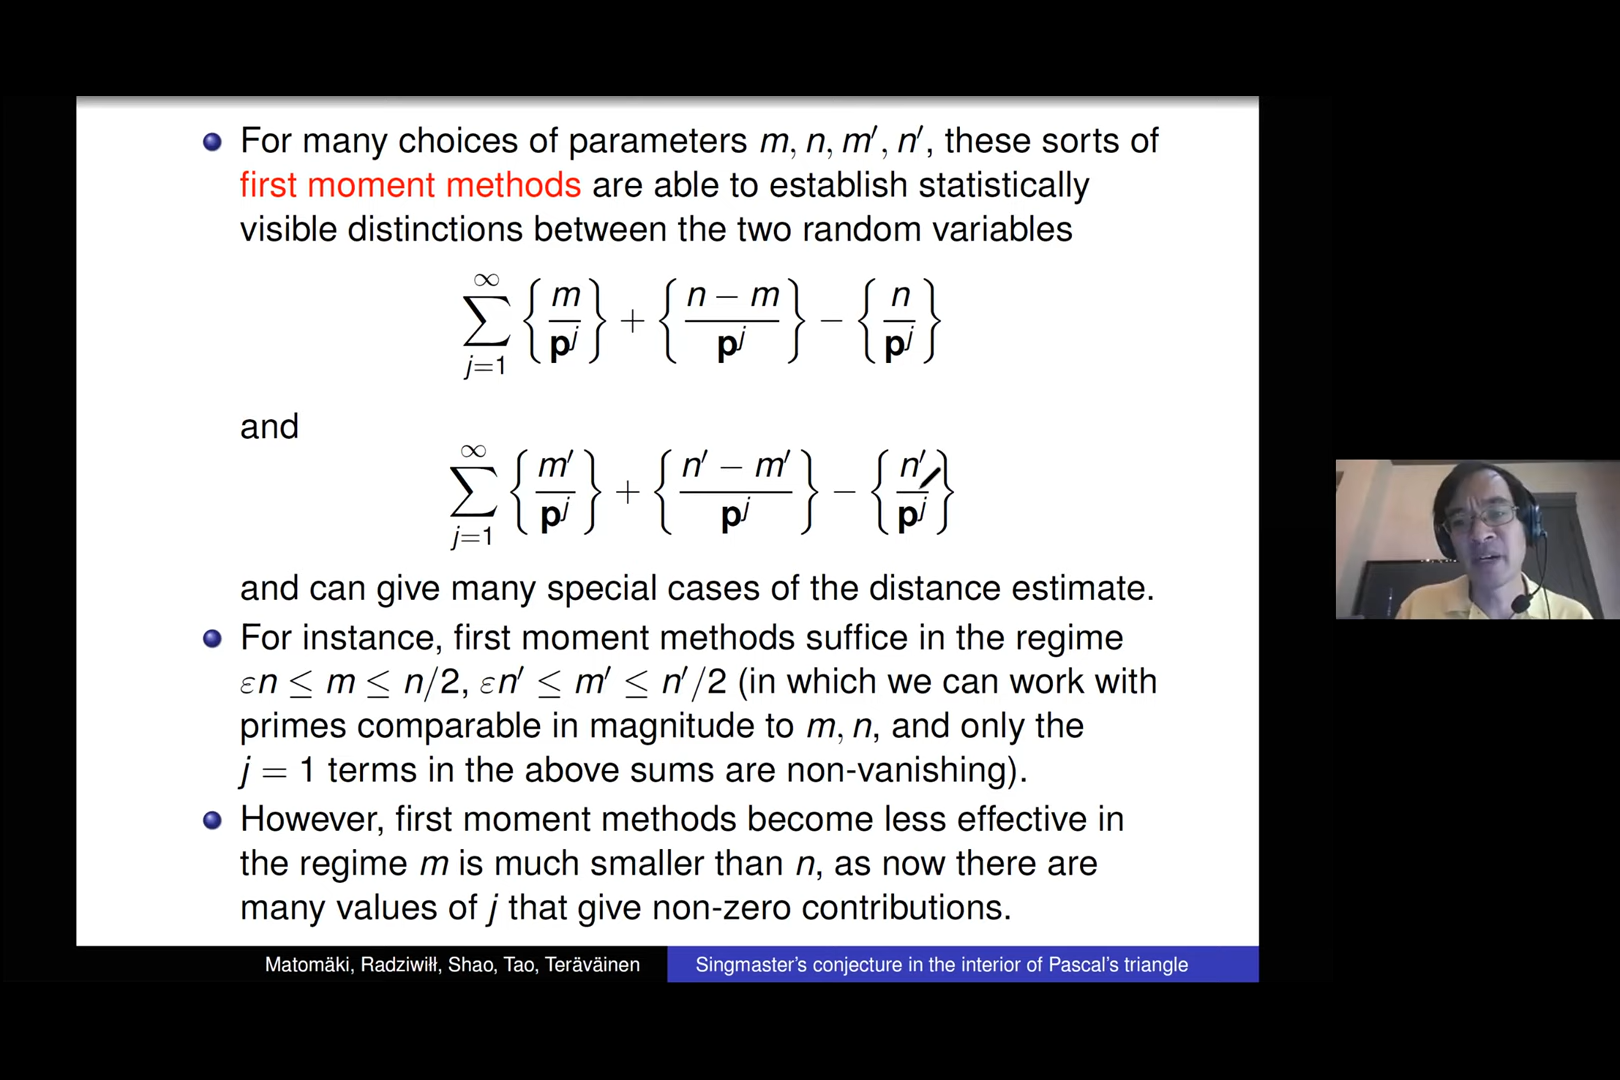 For many choices of parameters m, n, m′, n′, these sorts of
first moment methods are able to establish statistically
visible distinctions between the two random variables
∑_{j=1}^{∞} {m/p^j} + {(n − m)/p^j} − {n/p^j}
and
∑_{j=1}^{∞} {m′/p^j} + {(n′ − m′)/p^j} − {n′/p^j}
and can give many special cases of the distance estimate.
For instance, first moment methods suffice in the regime
εn ≤ m ≤ n/2, εn′ ≤ m′ ≤ n′/2 (in which we can work with
primes comparable in magnitude to m, n, and only the
j = 1 terms in the above sums are non-vanishing).
However, first moment methods become less effective in
the regime m is much smaller than n, as now there are
many values of j that give non-zero contributions.
Matomäki, Radziwiłł, Shao, Tao, Teräväinen
Singmaster's conjecture in the interior of Pascal's triangle